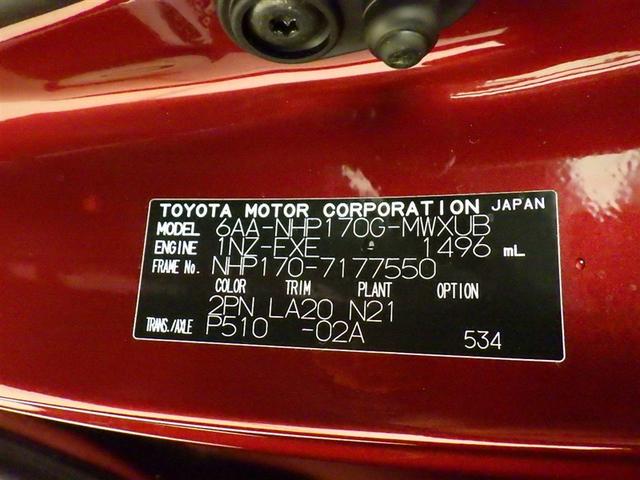 TOYOTA MOTOR CORPORATION JAPAN
MODEL 6AA-NHP170G-MWXUB
ENGINE 1NZ-FXE 1496 mL
FRAME No. NHP170-7177550
COLOR TRIM PLANT OPTION
2PN LA20 N21
TRANS./AXLE P510 -02A 534